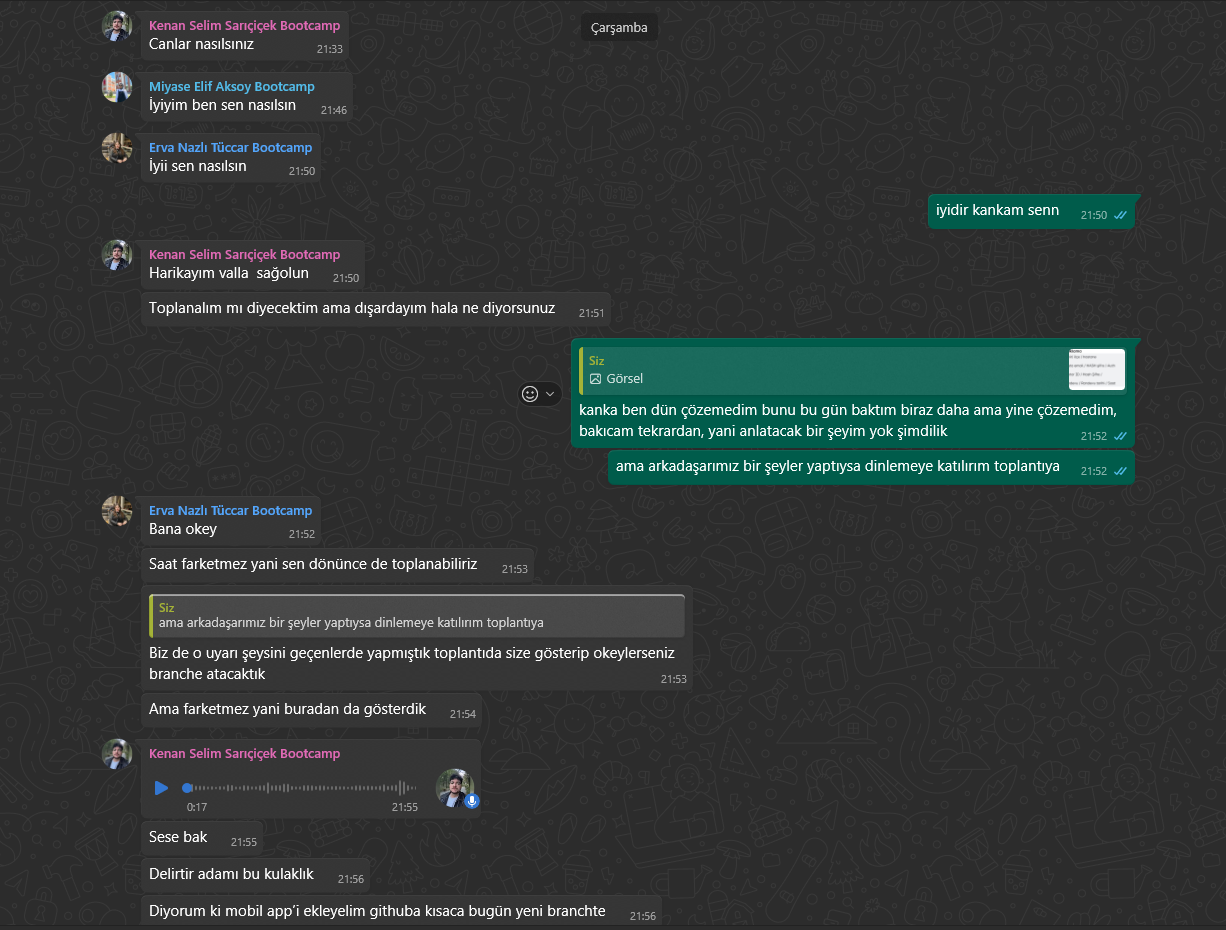 Çarşamba
Kenan Selim Sarıçiçek Bootcamp
Canlar nasılsınız
21:33
Miyase Elif Aksoy Bootcamp
İyiyim ben sen nasılsın
21:46
Erva Nazlı Tüccar Bootcamp
İyii sen nasılsın
21:50
iyidir kankam senn
21:50
Kenan Selim Sarıçiçek Bootcamp
Harikayım valla  sağolun
21:50
Toplanalım mı diyecektim ama dışardayım hala ne diyorsunuz
21:51
Siz
Görsel
kanka ben dün çözemedim bunu bu gün baktım biraz daha ama yine çözemedim,
bakıcam tekrardan, yani anlatacak bir şeyim yok şimdilik
21:52
ama arkadaşarımız bir şeyler yaptıysa dinlemeye katılırım toplantıya
21:52
Erva Nazlı Tüccar Bootcamp
Bana okey
21:52
Saat farketmez yani sen dönünce de toplanabiliriz
21:53
Siz
ama arkadaşarımız bir şeyler yaptıysa dinlemeye katılırım toplantıya
Biz de o uyarı şeysini geçenlerde yapmıştık toplantıda size gösterip okeylerseniz
branche atacaktık
21:53
Ama farketmez yani buradan da gösterdik
21:54
Kenan Selim Sarıçiçek Bootcamp
0:17
21:55
Sese bak
21:55
Delirtir adamı bu kulaklık
21:56
Diyorum ki mobil app’i ekleyelim githuba kısaca bugün yeni branchte
21:56